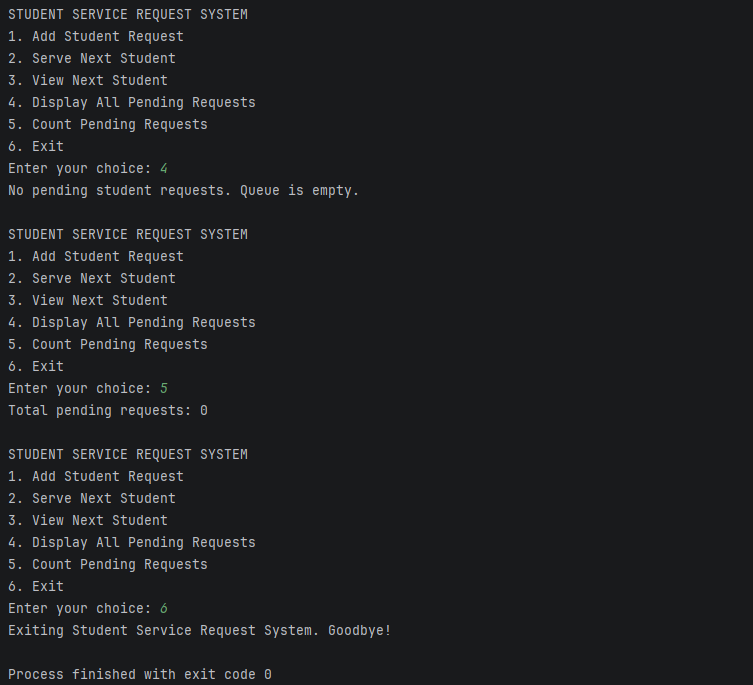 STUDENT SERVICE REQUEST SYSTEM
1. Add Student Request
2. Serve Next Student
3. View Next Student
4. Display All Pending Requests
5. Count Pending Requests
6. Exit
Enter your choice: 4
No pending student requests. Queue is empty.
STUDENT SERVICE REQUEST SYSTEM
1. Add Student Request
2. Serve Next Student
3. View Next Student
4. Display All Pending Requests
5. Count Pending Requests
6. Exit
Enter your choice: 5
Total pending requests: 0
STUDENT SERVICE REQUEST SYSTEM
1. Add Student Request
2. Serve Next Student
3. View Next Student
4. Display All Pending Requests
5. Count Pending Requests
6. Exit
Enter your choice: 6
Exiting Student Service Request System. Goodbye!
Process finished with exit code 0